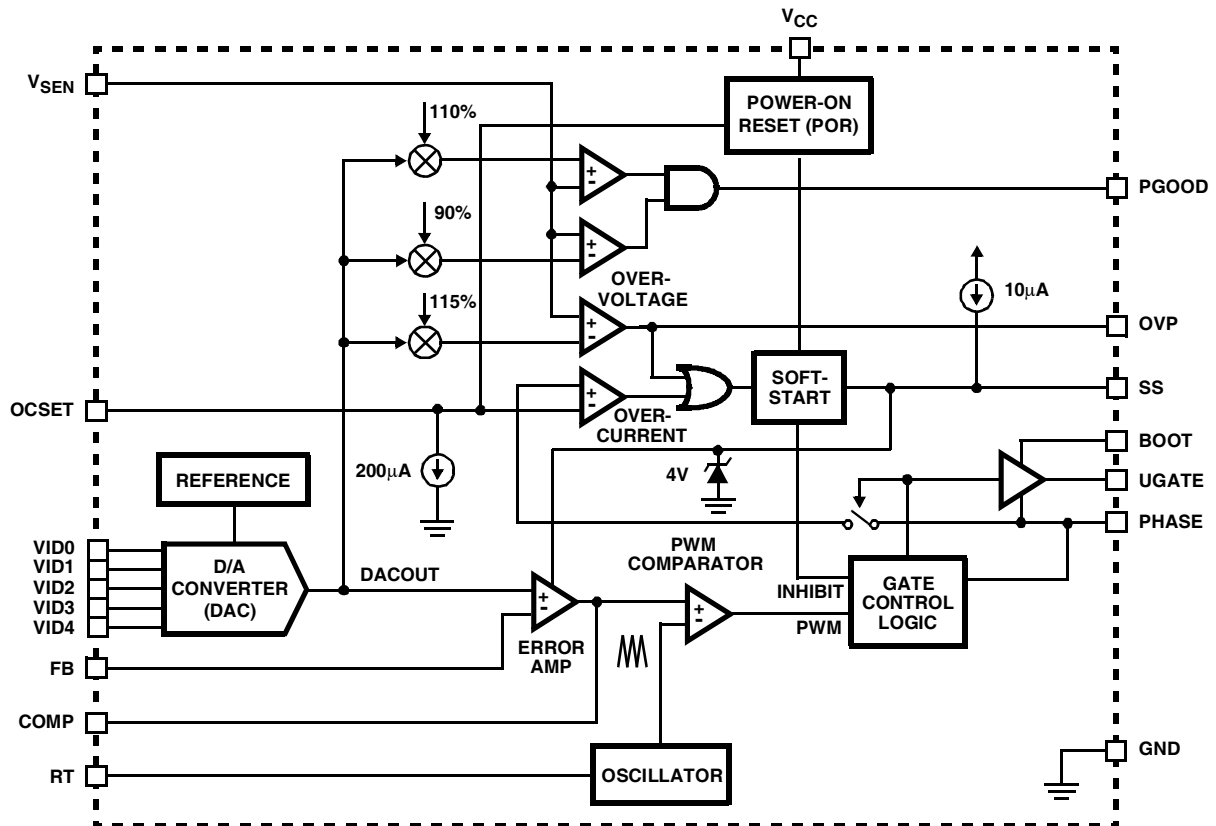 VCC
VSEN
POWER-ON
RESET (POR)
110%
+
-
PGOOD
90%
+
-
OVER-
VOLTAGE
10µA
115%
+
-
OVP
SOFT-
START
SS
OCSET
+
-
OVER-
CURRENT
BOOT
200µA
4V
REFERENCE
UGATE
PHASE
VID0
VID1
VID2
VID3
VID4
D/A
CONVERTER
(DAC)
DACOUT
PWM
COMPARATOR
+
-
+
-
INHIBIT
PWM
GATE
CONTROL
LOGIC
ERROR
AMP
FB
COMP
GND
RT
OSCILLATOR